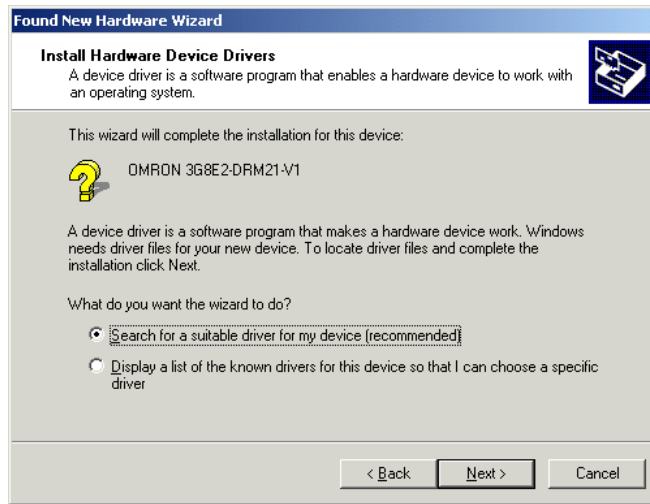 Found New Hardware Wizard
Install Hardware Device Drivers
A device driver is a software program that enables a hardware device to work with
an operating system.
This wizard will complete the installation for this device:
OMRON 3G8E2-DRM21-V1
A device driver is a software program that makes a hardware device work. Windows
needs driver files for your new device. To locate driver files and complete the
installation click Next.
What do you want the wizard to do?
Search for a suitable driver for my device (recommended)
Display a list of the known drivers for this device so that I can choose a specific
driver
< Back Next > Cancel